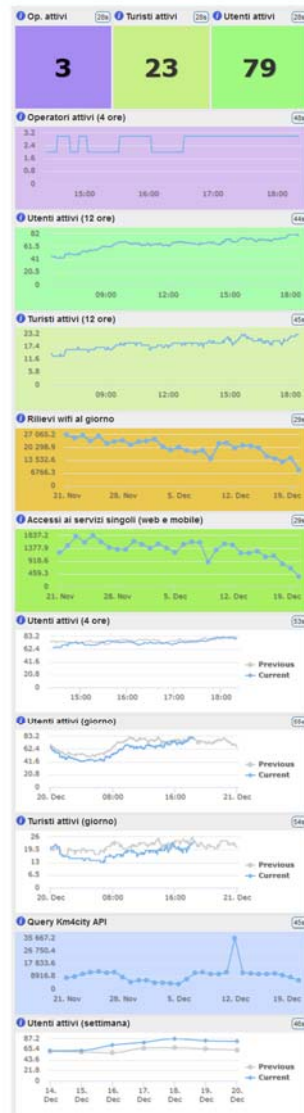 Op. attivi 28s Turisti attivi 28s Utenti attivi 28s
3 23 79
Operatori attivi (4 ore)
3.2
2.4
1.6
0.8
0
15:00 16:00 17:00 18:00
Utenti attivi (12 ore) 44s
82
61.5
41
20.5
0
09:00 12:00 15:00 18:00
Turisti attivi (12 ore) 45s
23.2
17.4
11.6
5.8
0
09:00 12:00 15:00 18:00
Rilievi wifi al giorno 29s
27 065.2
20 298.9
13 532.6
6766.3
21. Nov 28. Nov 5. Dec 12. Dec 19. Dec
Accessi ai servizi singoli (web e mobile) 29s
1837.2
1377.9
918.6
459.3
21. Nov 28. Nov 5. Dec 12. Dec 19. Dec
Utenti attivi (4 ore) 53s
83.2
62.4
41.6
20.8
0
15:00 16:00 17:00 18:00
Previous
Current
Utenti attivi (giorno)
83.2
62.4
41.6
20.8
0
20. Dec 08:00 16:00 21. Dec
Previous
Current
Turisti attivi (giorno) 54s
26
19.5
13
6.5
0
20. Dec 08:00 16:00 21. Dec
Previous
Current
Query Km4city API 45s
35 667.2
26 750.4
17 833.6
8916.8
0
21. Nov 28. Nov 5. Dec 12. Dec 19. Dec
Utenti attivi (settimana)
87.2
65.4
43.6
21.8
0
14. Dec 15. Dec 16. Dec 17. Dec 18. Dec 19. Dec 20. Dec
Previous
Current